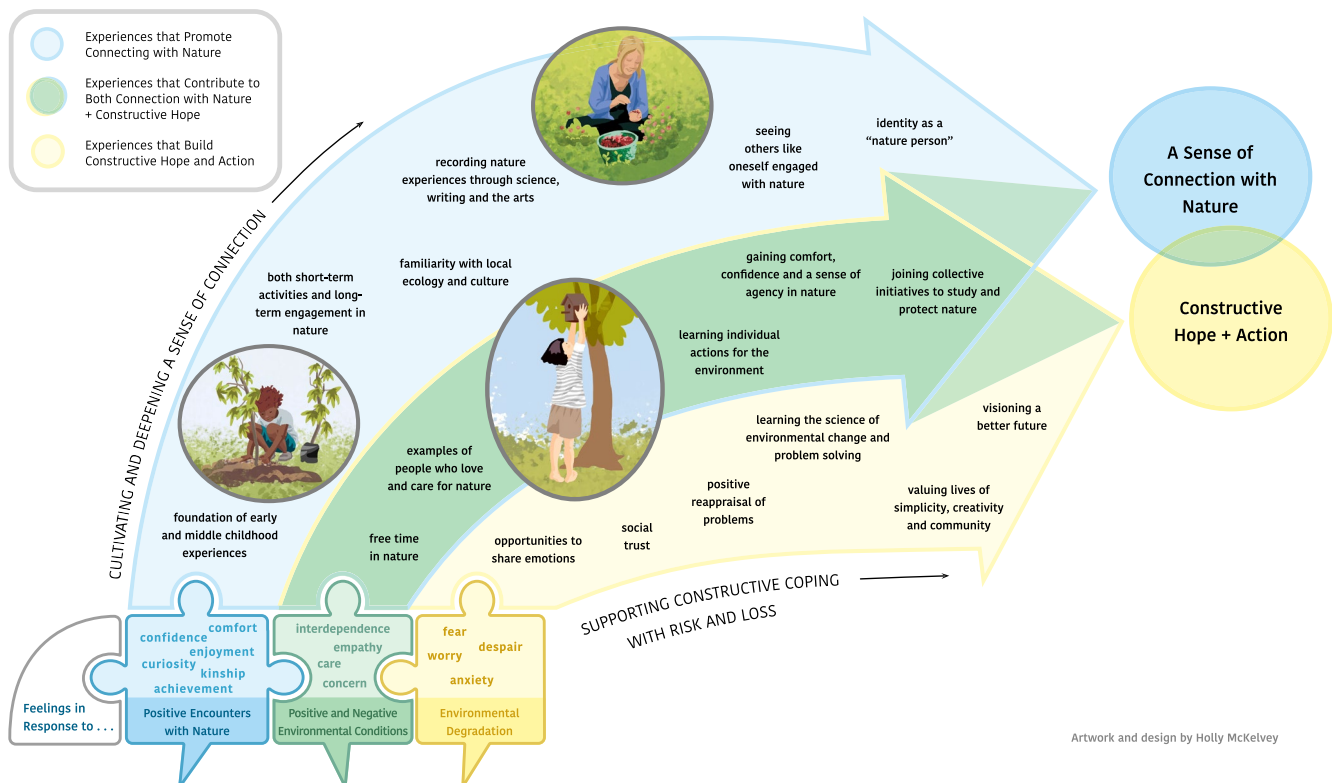 Experiences that Promote
Connecting with Nature
Experiences that Contribute to
Both Connection with Nature
+ Constructive Hope
Experiences that Build
Constructive Hope and Action
CULTIVATING AND DEEPENING A SENSE OF CONNECTION
recording nature
experiences through science,
writing and the arts
seeing
others like
oneself engaged
with nature
identity as a
“nature person”
both short-term
activities and long-
term engagement in
nature
familiarity with local
ecology and culture
foundation of early
and middle childhood
experiences
gaining comfort,
confidence and a sense of
agency in nature
joining collective
initiatives to study and
protect nature
learning individual
actions for the
environment
examples of
people who love
and care for nature
free time
in nature
learning the science of
environmental change and
problem solving
visioning a
better future
positive
reappraisal of
problems
valuing lives of
simplicity, creativity
and community
opportunities to
share emotions
social
trust
SUPPORTING CONSTRUCTIVE COPING
WITH RISK AND LOSS
A Sense of
Connection with
Nature
Constructive
Hope + Action
Feelings in
Response to . . .
comfort
confidence
enjoyment
curiosity
kinship
achievement
Positive Encounters
with Nature
interdependence
empathy
care
concern
Positive and Negative
Environmental Conditions
fear
despair
worry
anxiety
Environmental
Degradation
Artwork and design by Holly McKelvey